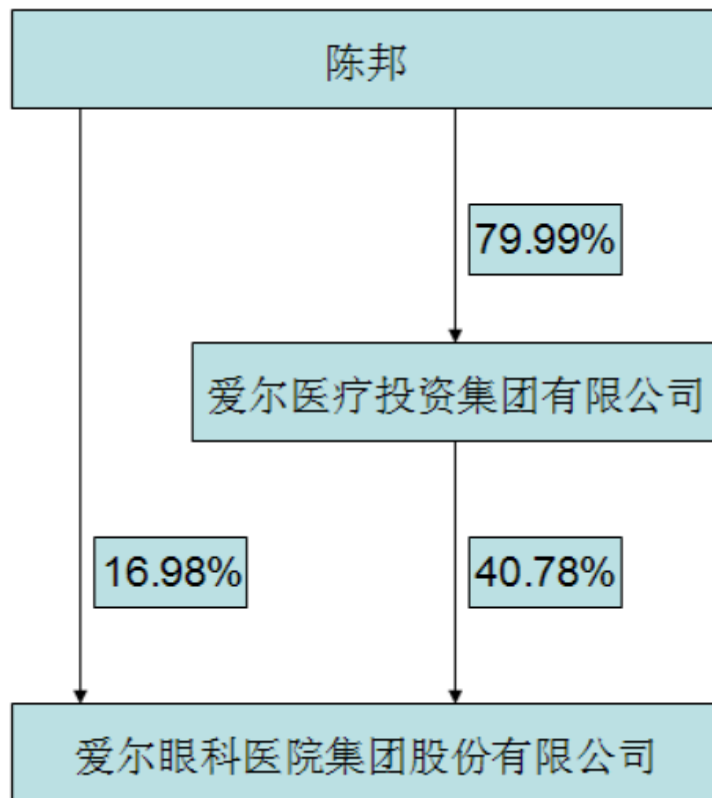 陈邦
79.99%
爱尔医疗投资集团有限公司
16.98%
40.78%
爱尔眼科医院集团股份有限公司